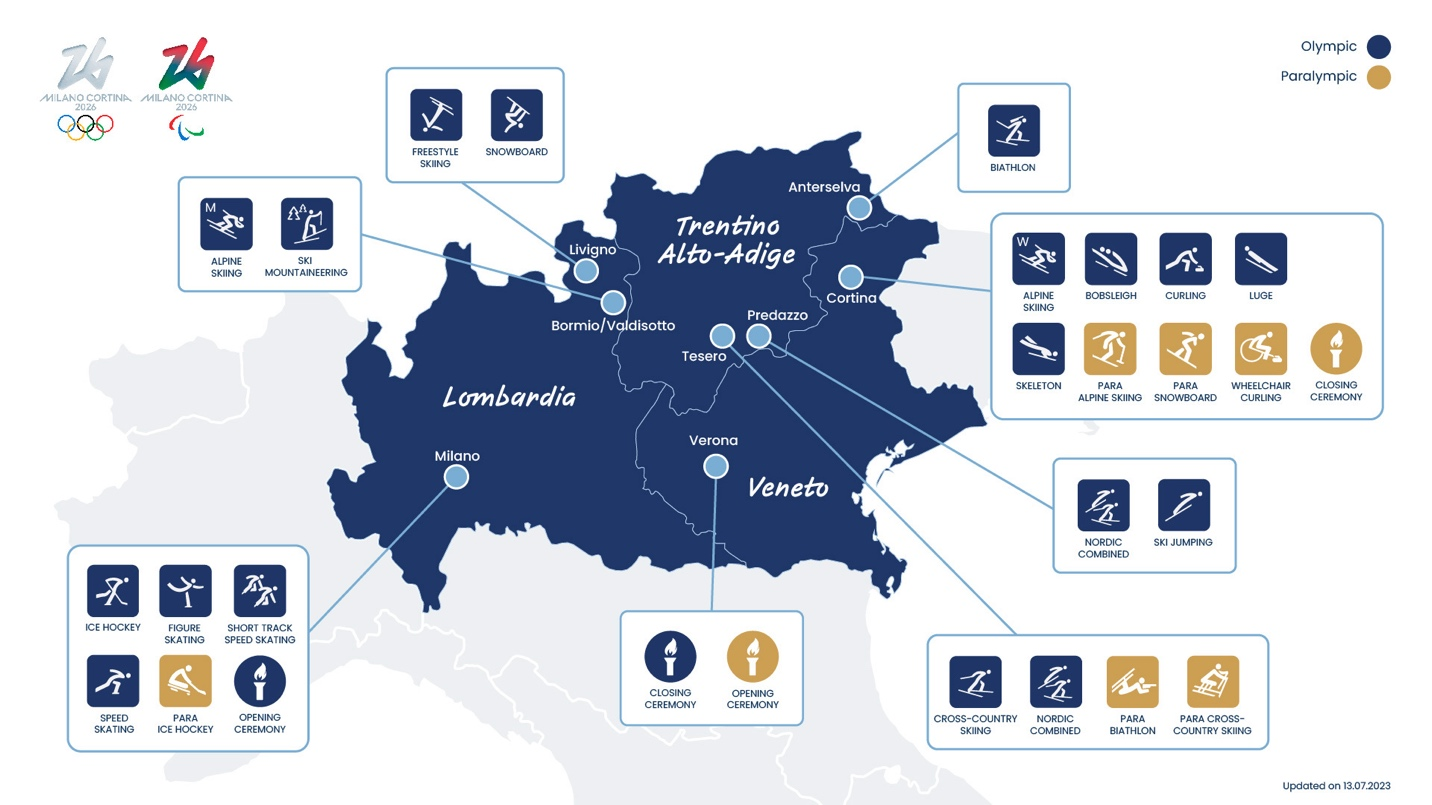 MILANO CORTINA
2026
MILANO CORTINA
2026
Olympic
Paralympic
FREESTYLE
SKIING
SNOWBOARD
BIATHLON
M
ALPINE
SKIING
SKI
MOUNTAINEERING
Anterselva
Trentino
Alto-Adige
Livigno
Bormio/Valdisotto
Cortina
Predazzo
Tesero
W
ALPINE
SKIING
BOBSLEIGH
CURLING
LUGE
SKELETON
PARA
ALPINE SKIING
PARA
SNOWBOARD
WHEELCHAIR
CURLING
CLOSING
CEREMONY
Lombardia
Milano
Verona
Veneto
NORDIC
COMBINED
SKI JUMPING
ICE HOCKEY
FIGURE
SKATING
SHORT TRACK
SPEED SKATING
SPEED
SKATING
PARA
ICE HOCKEY
OPENING
CEREMONY
CLOSING
CEREMONY
OPENING
CEREMONY
CROSS-COUNTRY
SKIING
NORDIC
COMBINED
PARA
BIATHLON
PARA CROSS-
COUNTRY SKIING
Updated on 13.07.2023